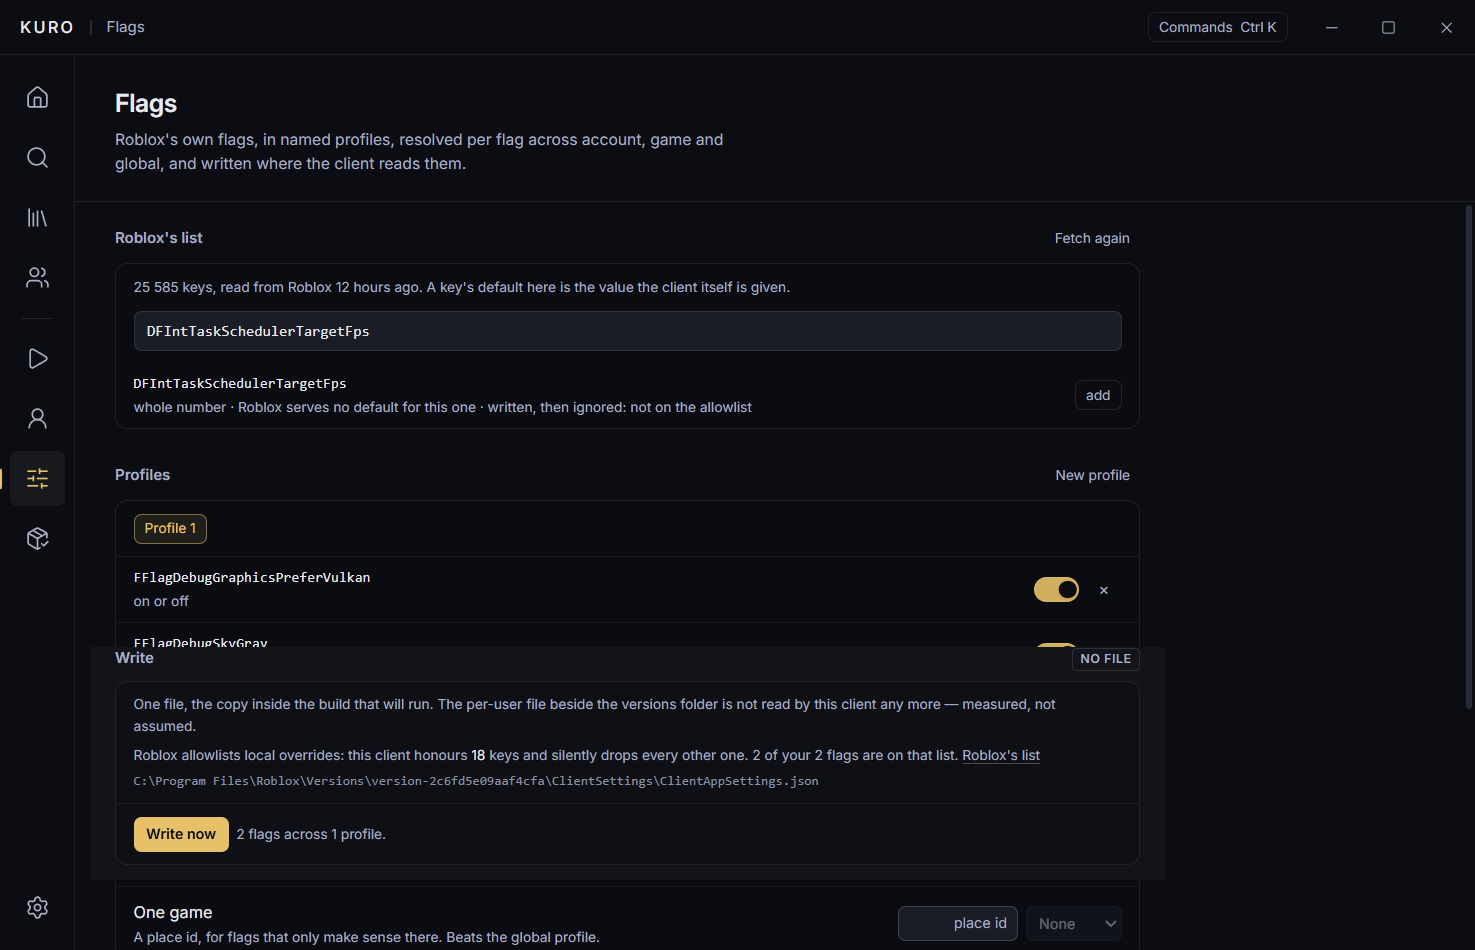 KURO | Flags
Commands Ctrl K
Flags
Roblox's own flags, in named profiles, resolved per flag across account, game and
global, and written where the client reads them.
Roblox's list
Fetch again
25 585 keys, read from Roblox 12 hours ago. A key's default here is the value the client itself is given.
DFIntTaskSchedulerTargetFps
DFIntTaskSchedulerTargetFps
whole number · Roblox serves no default for this one · written, then ignored: not on the allowlist
add
Profiles
New profile
Profile 1
FFlagDebugGraphicsPreferVulkan
on or off
FFlagDebugSkyGray
Write
NO FILE
One file, the copy inside the build that will run. The per-user file beside the versions folder is not read by this client any more — measured, not
assumed.
Roblox allowlists local overrides: this client honours 18 keys and silently drops every other one. 2 of your 2 flags are on that list. Roblox's list
C:\Program Files\Roblox\Versions\version-2c6fd5e09aaf4cfa\ClientSettings\ClientAppSettings.json
Write now
2 flags across 1 profile.
One game
place id
None
A place id, for flags that only make sense there. Beats the global profile.